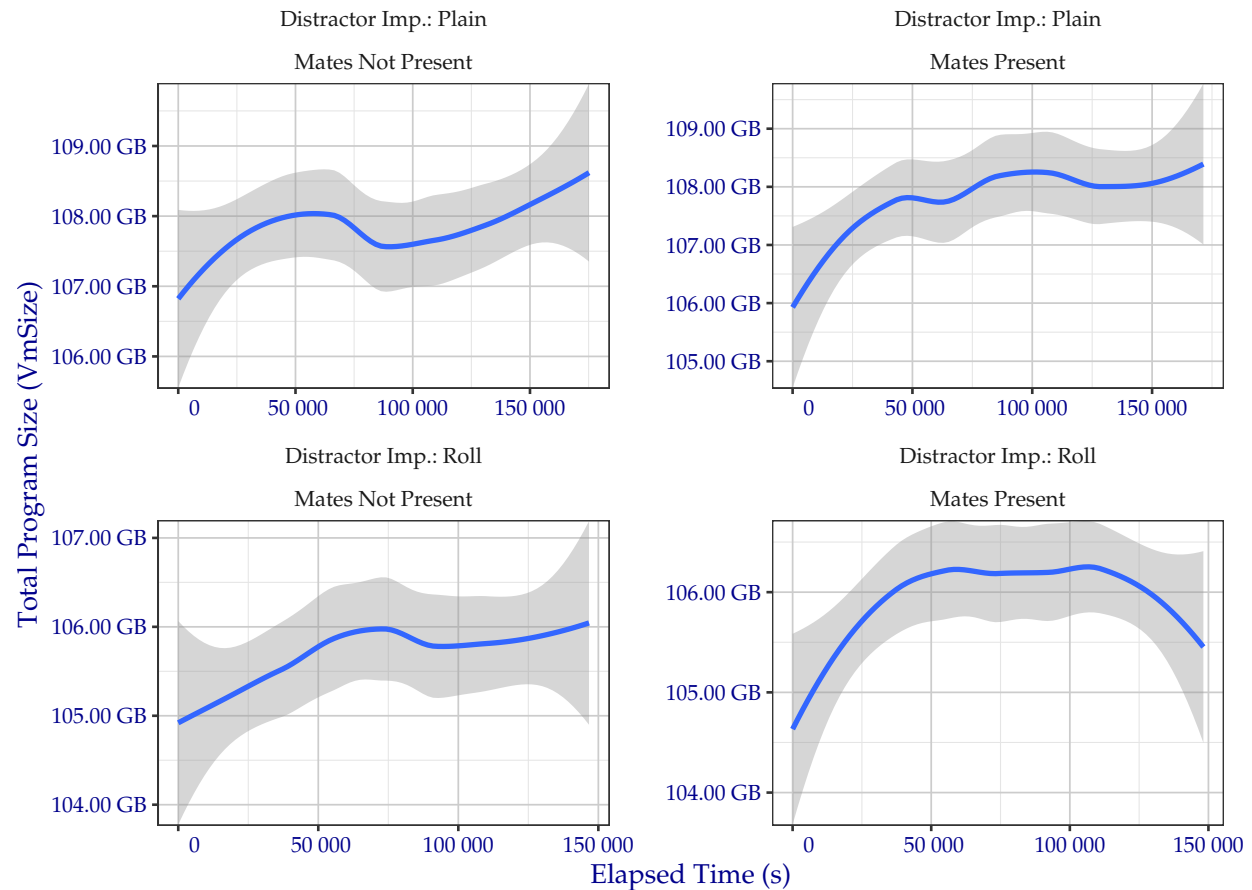 Distractor Imp.: Plain
Mates Not Present
109.00 GB
108.00 GB
107.00 GB
106.00 GB
0 50 000 100 000 150 000
Distractor Imp.: Plain
Mates Present
109.00 GB
108.00 GB
107.00 GB
106.00 GB
105.00 GB
0 50 000 100 000 150 000
Distractor Imp.: Roll
Mates Not Present
107.00 GB
106.00 GB
105.00 GB
104.00 GB
0 50 000 100 000 150 000
Distractor Imp.: Roll
Mates Present
106.00 GB
105.00 GB
104.00 GB
0 50 000 100 000 150 000
Total Program Size (VmSize)
Elapsed Time (s)